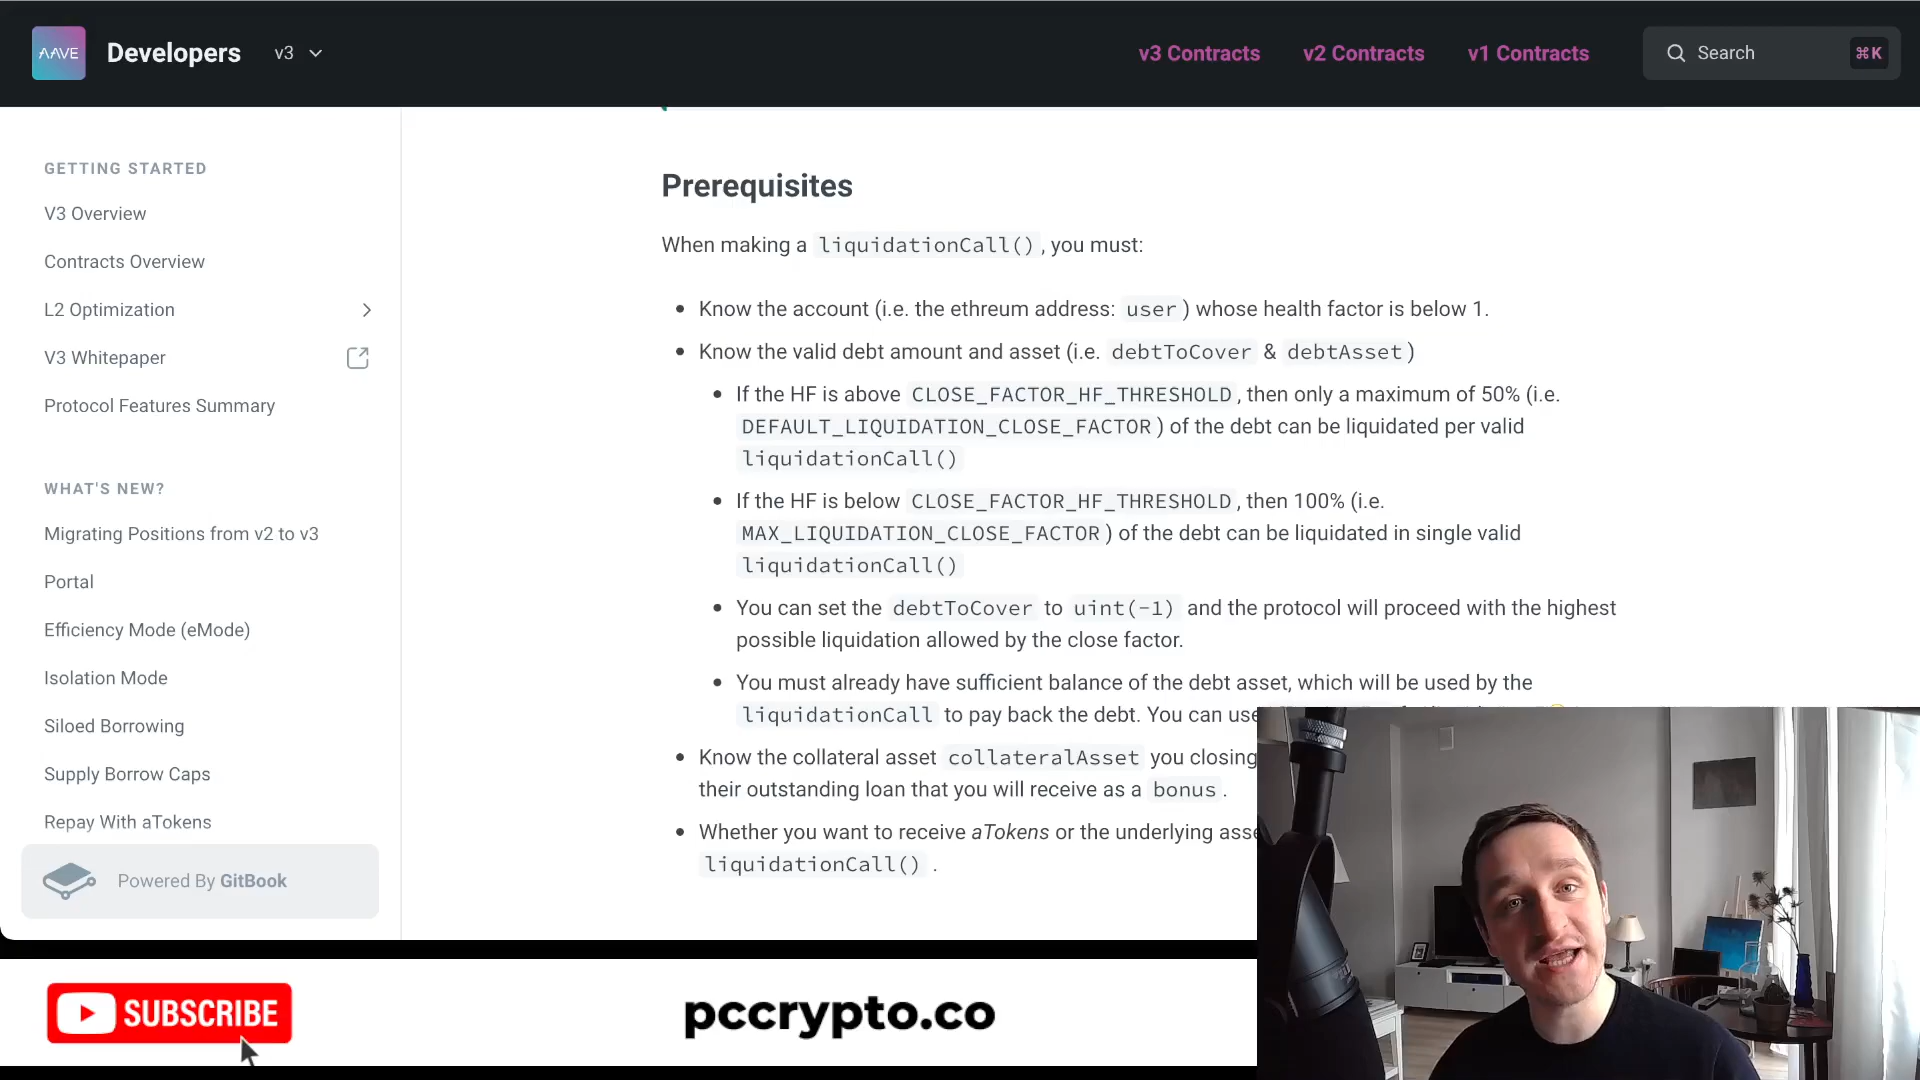 AAVE Developers v3 v3 Contracts v2 Contracts v1 Contracts Search ⌘K
GETTING STARTED
V3 Overview
Contracts Overview
L2 Optimization
V3 Whitepaper
Protocol Features Summary
WHAT'S NEW?
Migrating Positions from v2 to v3
Portal
Efficiency Mode (eMode)
Isolation Mode
Siloed Borrowing
Supply Borrow Caps
Repay With aTokens
Powered By GitBook
Prerequisites
When making a liquidationCall(), you must:
• Know the account (i.e. the ethreum address: user) whose health factor is below 1.
• Know the valid debt amount and asset (i.e. debtToCover & debtAsset)
• If the HF is above CLOSE_FACTOR_HF_THRESHOLD, then only a maximum of 50% (i.e.
DEFAULT_LIQUIDATION_CLOSE_FACTOR) of the debt can be liquidated per valid
liquidationCall()
• If the HF is below CLOSE_FACTOR_HF_THRESHOLD, then 100% (i.e.
MAX_LIQUIDATION_CLOSE_FACTOR) of the debt can be liquidated in single valid
liquidationCall()
• You can set the debtToCover to uint(-1) and the protocol will proceed with the highest
possible liquidation allowed by the close factor.
• You must already have sufficient balance of the debt asset, which will be used by the
liquidationCall to pay back the debt. You can use
• Know the collateral asset collateralAsset you closing
their outstanding loan that you will receive as a bonus.
• Whether you want to receive aTokens or the underlying asse
liquidationCall() .
SUBSCRIBE
pccrypto.co